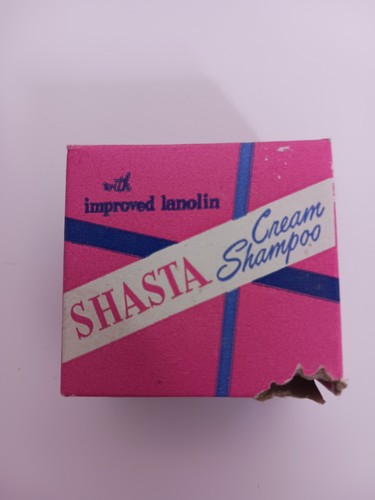 with
improved lanolin
SHASTA
Cream
Shampoo